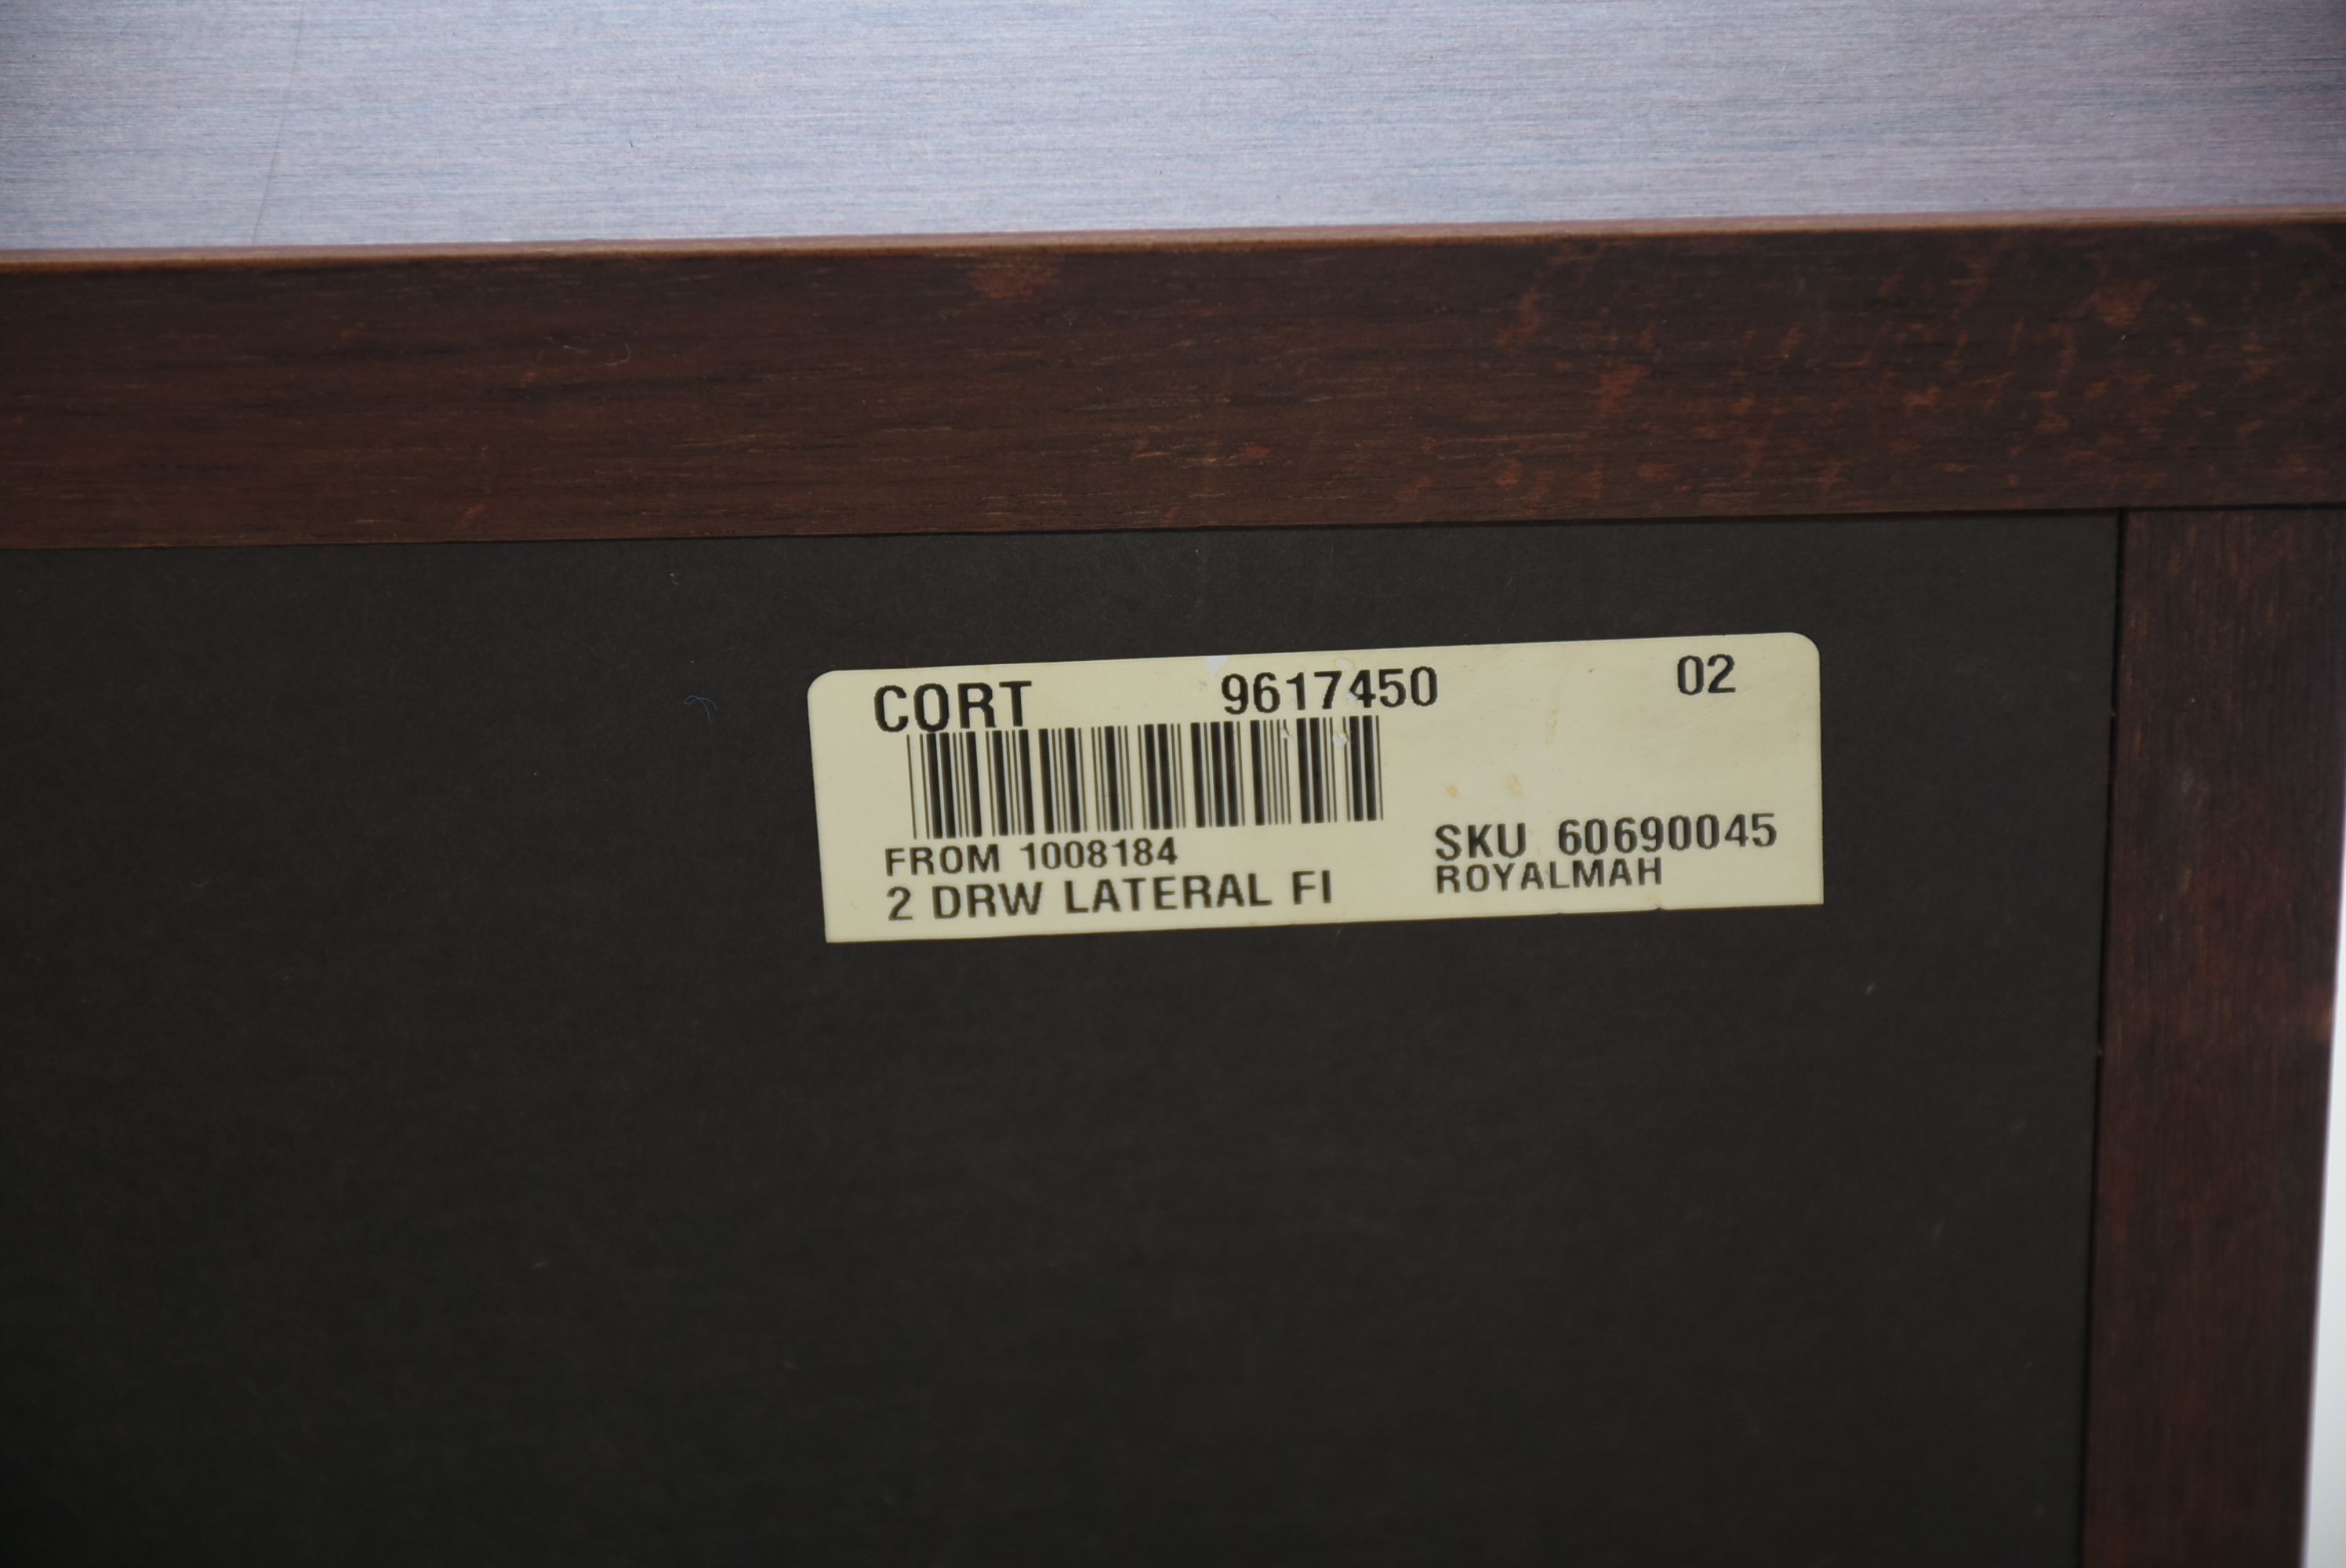 CORT 9617450 02
FROM 1008184 SKU 60690045
2 DRW LATERAL FI ROYALMAH